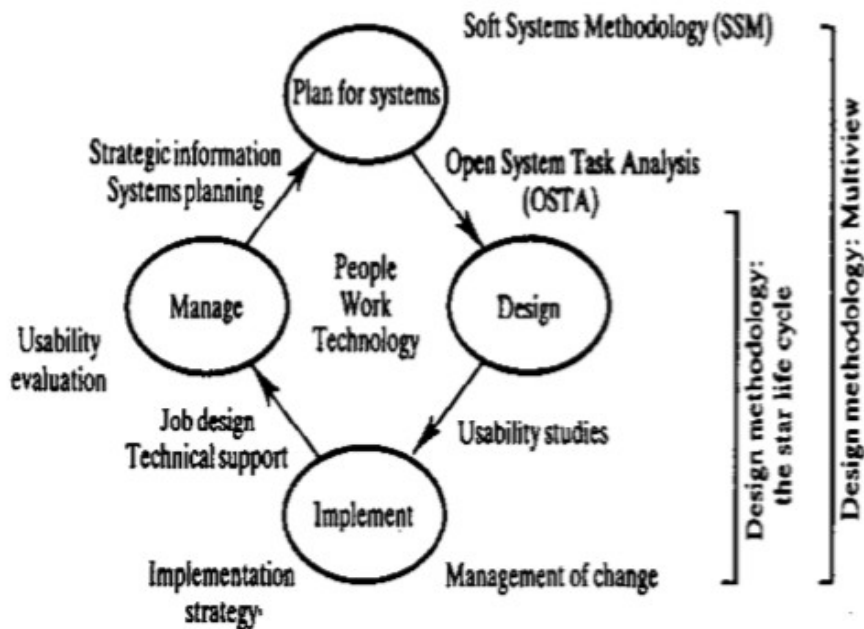 Soft Systems Methodology (SSM)
Plan for systems
Strategic information
Systems planning
Open System Task Analysis
(OSTA)
People
Work
Technology
Manage
Design
Usability
evaluation
Job design
Technical support
Usability studies
Implement
Implementation
strategy
Management of change
Design methodology:
the star life cycle
Design methodology: Multiview